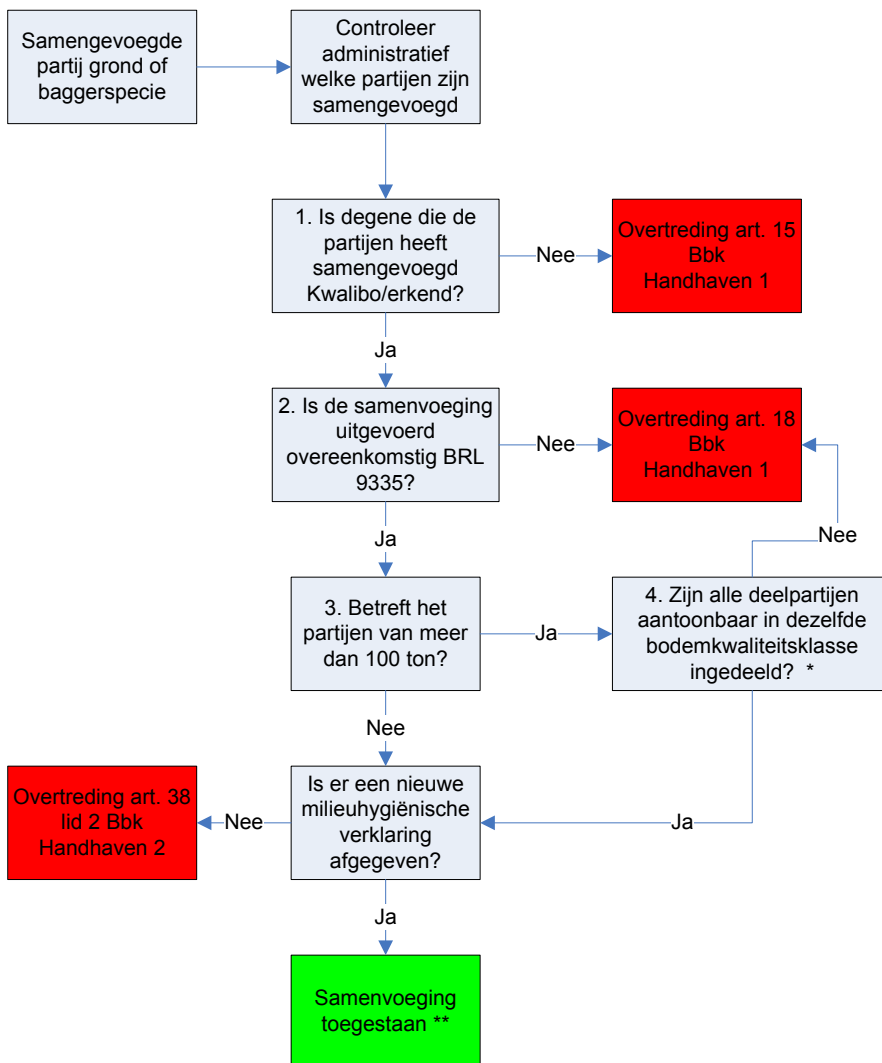 Samengevoegde
partij grond of
baggerspecie
Controleer
administratief
welke partijen zijn
samengevoegd
1. Is degene die de
partijen heeft
samengevoegd
Kwalibo/erkend?
Nee
Overtreding art. 15
Bbk
Handhaven 1
Ja
2. Is de samenvoeging
uitgevoerd
overeenkomstig BRL
9335?
Nee
Overtreding art. 18
Bbk
Handhaven 1
Ja
Nee
3. Betreft het
partijen van meer
dan 100 ton?
Ja
4. Zijn alle deelpartijen
aantoonbaar in dezelfde
bodemkwaliteitsklasse
ingedeeld? *
Nee
Overtreding art. 38
lid 2 Bbk
Handhaven 2
Nee
Is er een nieuwe
milieuhygiënische
verklaring
afgegeven?
Ja
Ja
Samenvoeging
toegestaan **